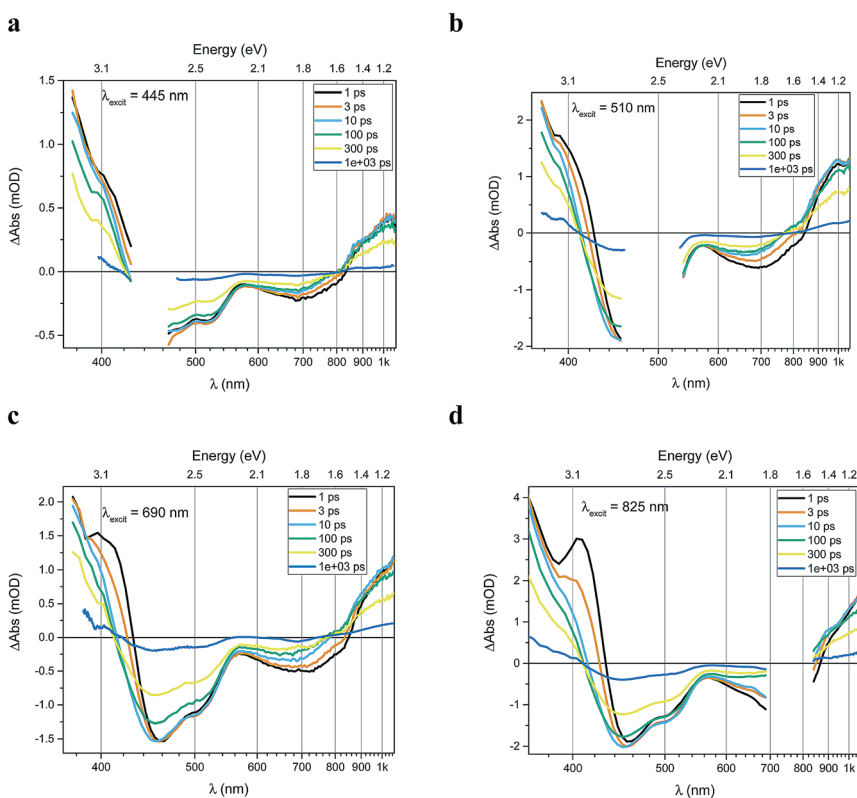 a
Energy (eV)
3.1 2.5 2.1 1.8 1.6 1.4 1.2
λexcit = 445 nm
1 ps
3 ps
10 ps
100 ps
300 ps
1e+03 ps
ΔAbs (mOD)
1.5
1.0
0.5
0.0
-0.5
400 500 600 700 800 1k
λ (nm)
b
Energy (eV)
3.1 2.5 2.1 1.8 1.6 1.4 1.2
λexcit = 510 nm
1 ps
3 ps
10 ps
100 ps
300 ps
1e+03 ps
ΔAbs (mOD)
2
1
0
-1
-2
400 500 600 700 800 900 1k
λ (nm)
c
Energy (eV)
3.1 2.5 2.1 1.8 1.6 1.4 1.2
λexcit = 690 nm
1 ps
3 ps
10 ps
100 ps
300 ps
1e+03 ps
ΔAbs (mOD)
2.0
1.5
1.0
0.5
0.0
-0.5
-1.0
-1.5
400 500 600 700 800 1k
λ (nm)
d
Energy (eV)
3.1 2.5 2.1 1.8 1.6 1.4 1.2
λexcit = 825 nm
1 ps
3 ps
10 ps
100 ps
300 ps
1e+03 ps
ΔAbs (mOD)
4
3
2
1
0
-1
-2
400 500 600 700 800 900 1k
λ (nm)